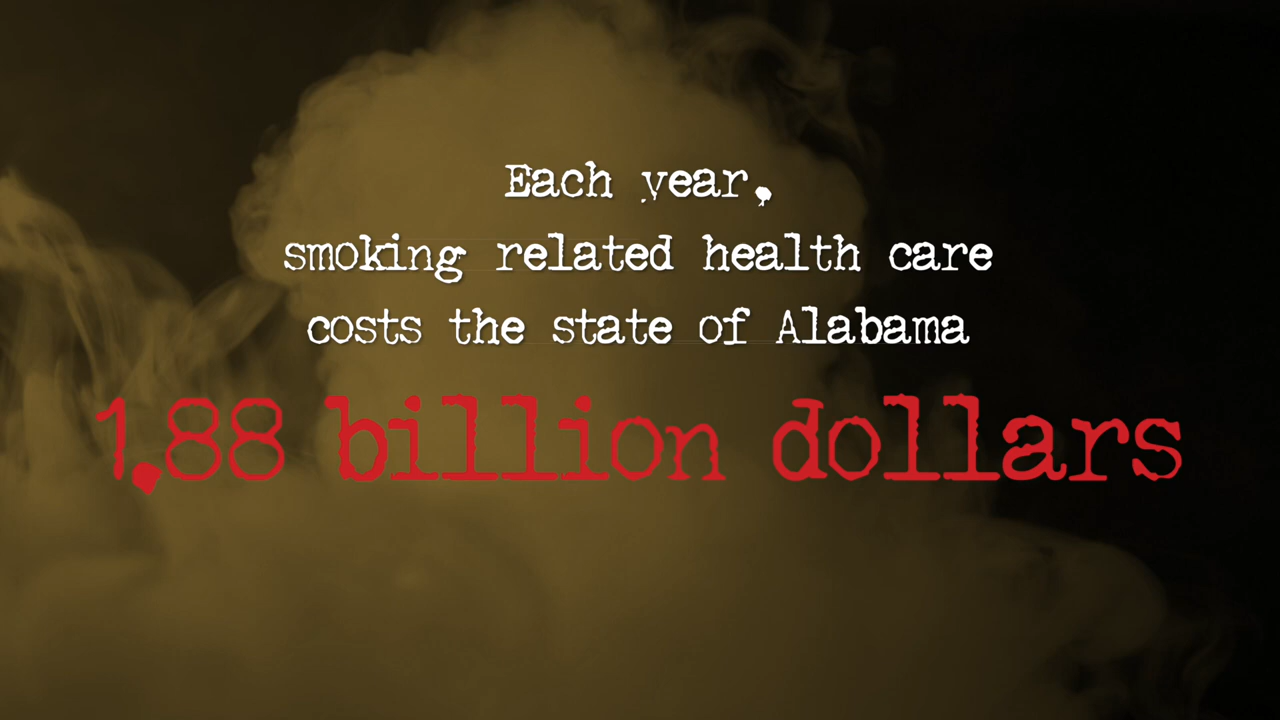 Each year,
smoking related health care
costs the state of Alabama
1.88 billion dollars